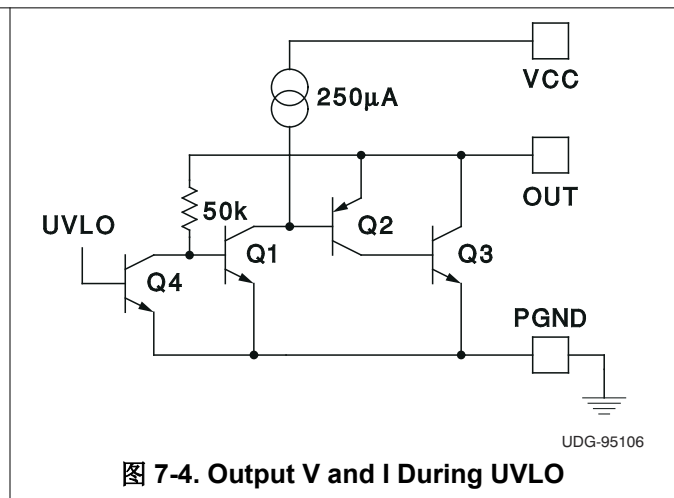 VCC
250μA
OUT
50k
UVLO
Q1
Q2
Q3
Q4
PGND
UDG-95106
图 7-4. Output V and I During UVLO